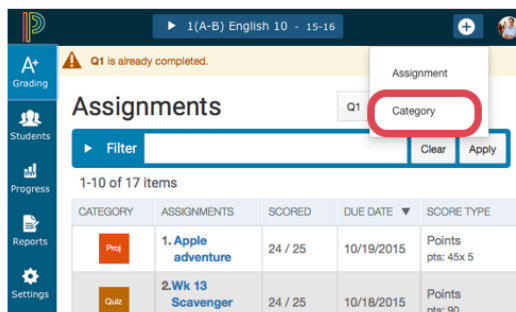 1(A-B) English 10 - 15-16
A+
Grading
Q1 is already completed.
Assignment
Category
Assignments
Q1
Students
Filter
Clear
Apply
Progress
1-10 of 17 items
CATEGORY ASSIGNMENTS SCORED DUE DATE SCORE TYPE
Reports
Proj
1. Apple
adventure
24 / 25
10/19/2015
Points
pts: 45x 5
Settings
Quiz
2.Wk 13
Scavenger
24 / 25
10/18/2015
Points
pts: 90